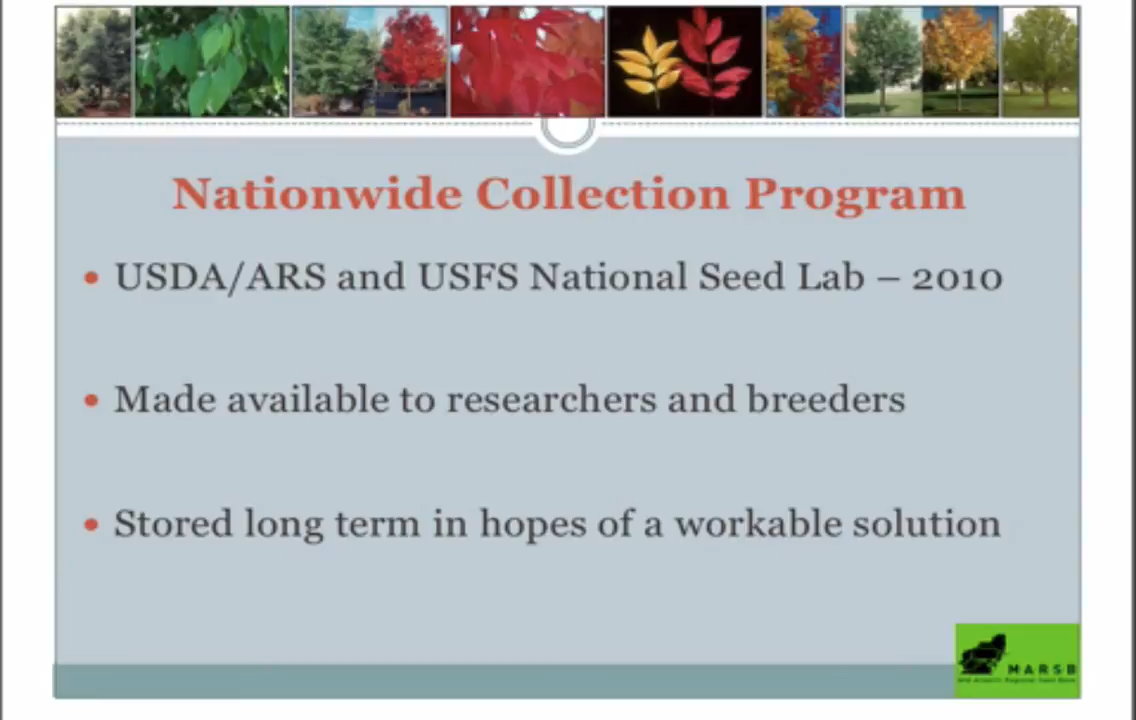 Nationwide Collection Program
• USDA/ARS and USFS National Seed Lab – 2010
• Made available to researchers and breeders
• Stored long term in hopes of a workable solution
MARSB